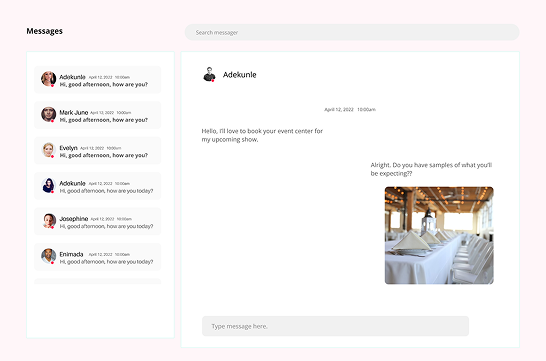 Messages
Search messager
Adekunle April 12, 2022 10:00am
Hi, good afternoon, how are you?
Mark June April 12, 2022 10:00am
Hi, good afternoon, how are you?
Evelyn April 12, 2022 10:00am
Hi, good afternoon, how are you?
Adekunle April 12, 2022 10:00am
Hi, good afternoon, how are you today?
Josephine April 12, 2022 10:00am
Hi, good afternoon, how are you today?
Enimada April 12, 2022 10:00am
Hi, good afternoon, how are you today?
Adekunle
April 12, 2022 10:00am
Hello, I'll love to book your event center for
my upcoming show.
Alright. Do you have samples of what you'll
be expecting??
Type message here,